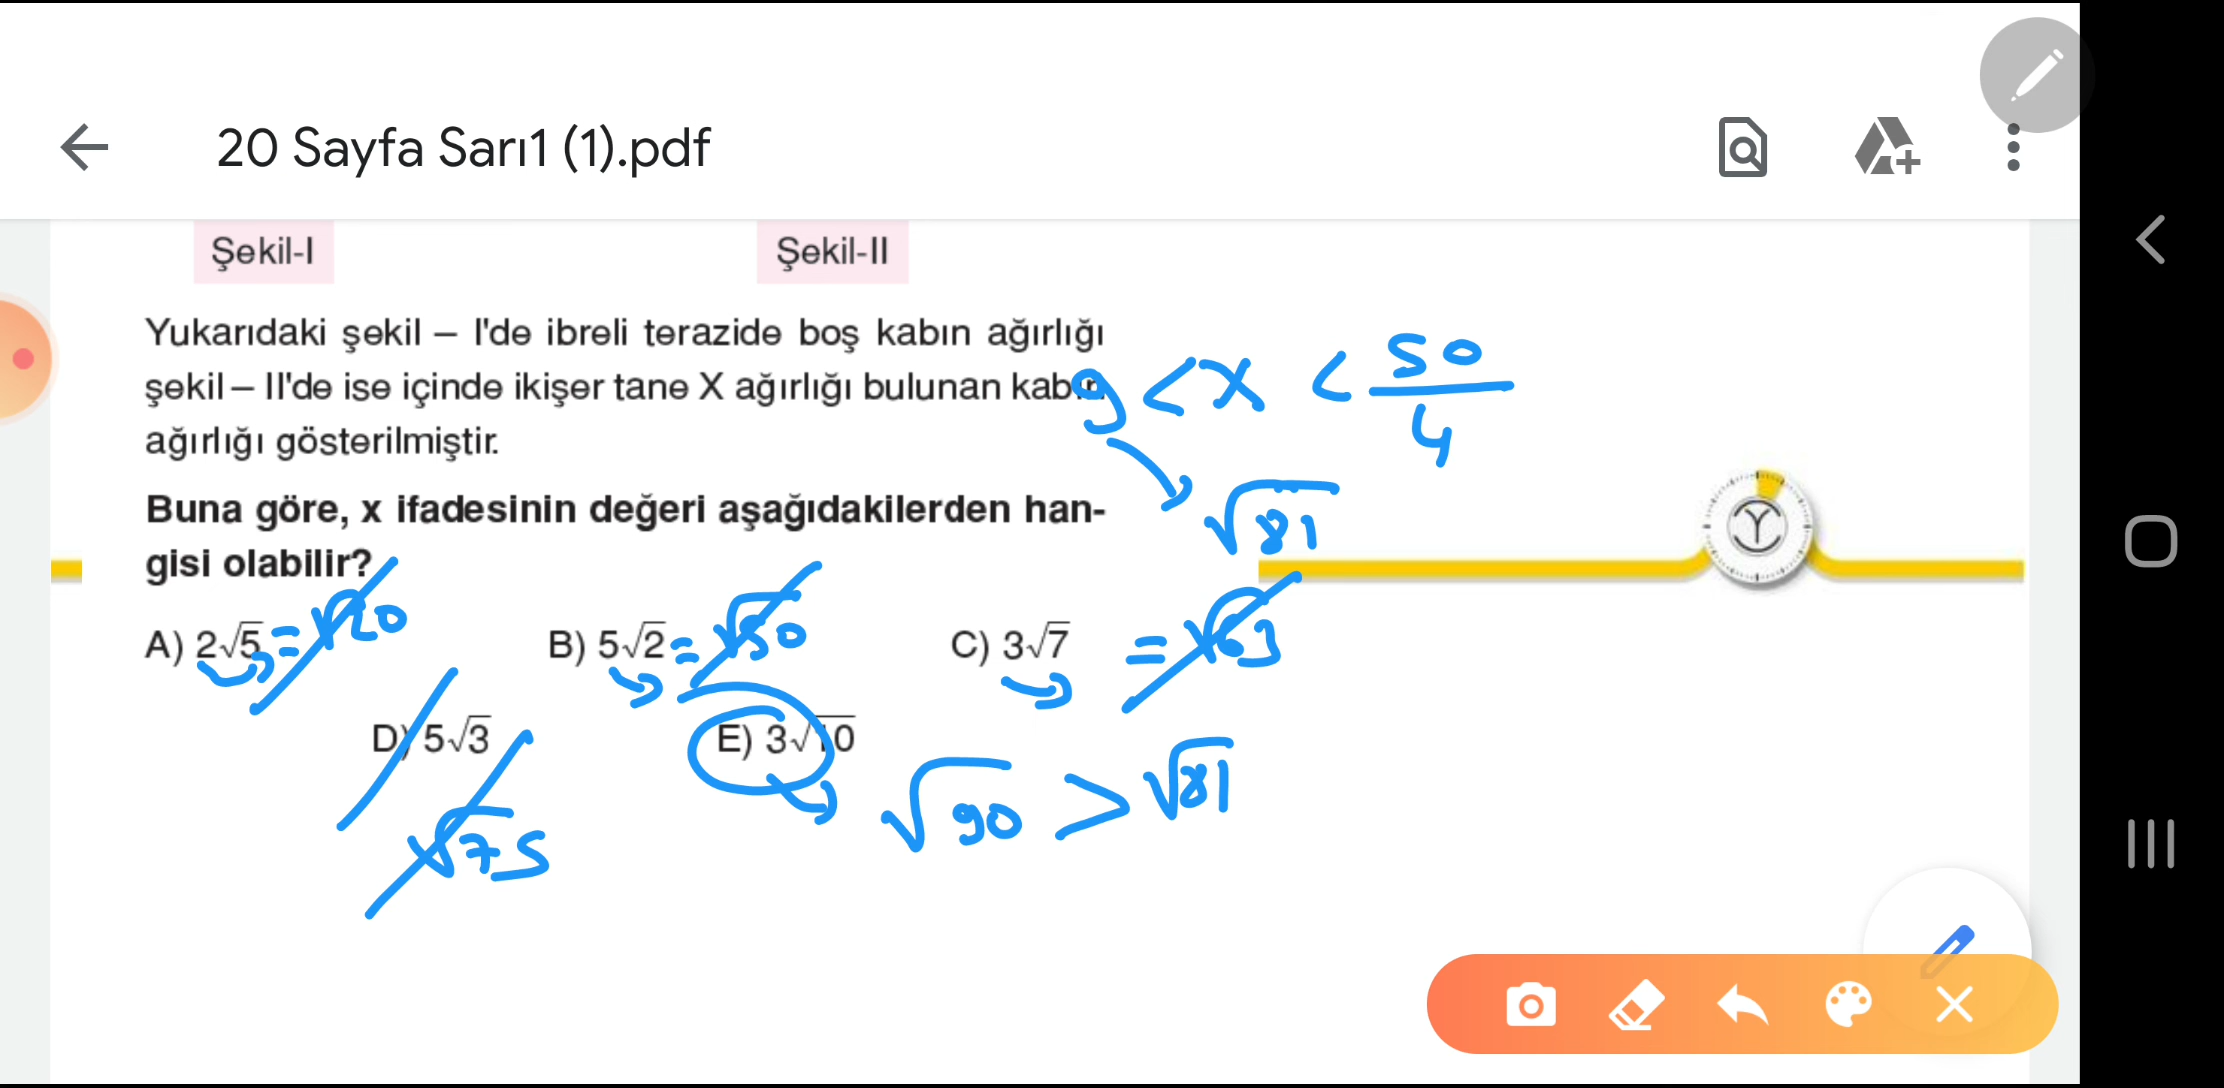 20 Sayfa Sarı1 (1).pdf
Şekil-I
Şekil-II
Yukarıdaki şekil – I'de ibreli terazide boş kabın ağırlığı
şekil – II'de ise içinde ikişer tane X ağırlığı bulunan kabın
ağırlığı gösterilmiştir.
9 < x < 50/4
√81
Buna göre, x ifadesinin değeri aşağıdakilerden han-
gisi olabilir?
A) 2√5 = √20
B) 5√2 = √50
C) 3√7 = √63
D) 5√3
E) 3√10
√75
√90 > √81